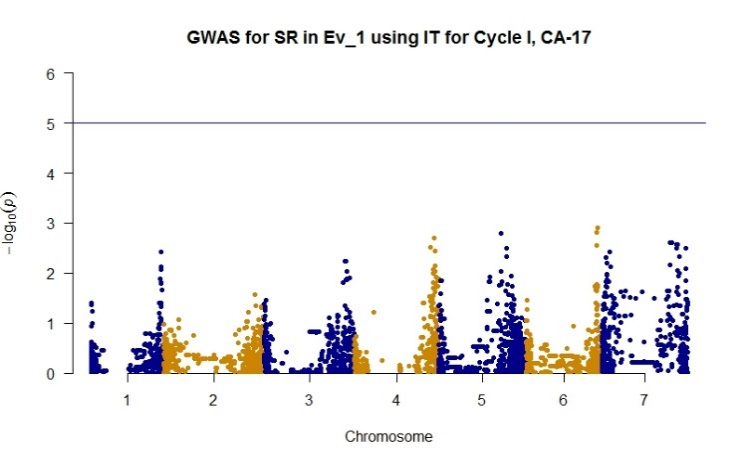 GWAS for SR in Ev_1 using IT for Cycle I, CA-17
6
5
4
3
2
1
0
−log10(p)
1 2 3 4 5 6 7
Chromosome